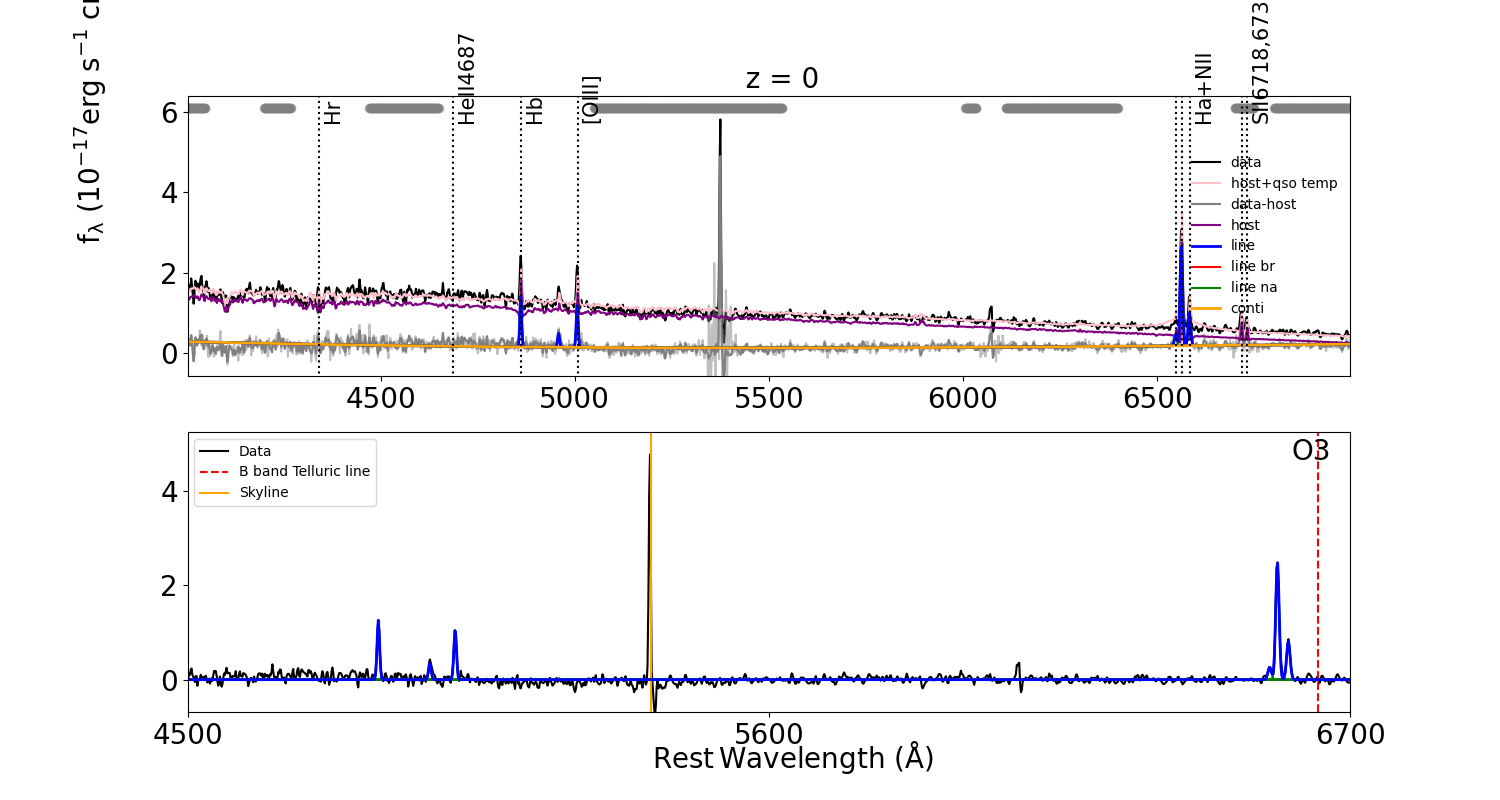 z = 0
f_λ (10^−17 erg s^−1 c
Hr
HeII4687
Hb
[OIII]
Ha+NII
SII6718,673
6
4
2
0
data
host+qso temp
data-host
host
line
line br
line na
conti
4500
5000
5500
6000
6500
Data
B band Telluric line
Skyline
O3
4
2
0
4500
5600
6700
Rest Wavelength (Å)